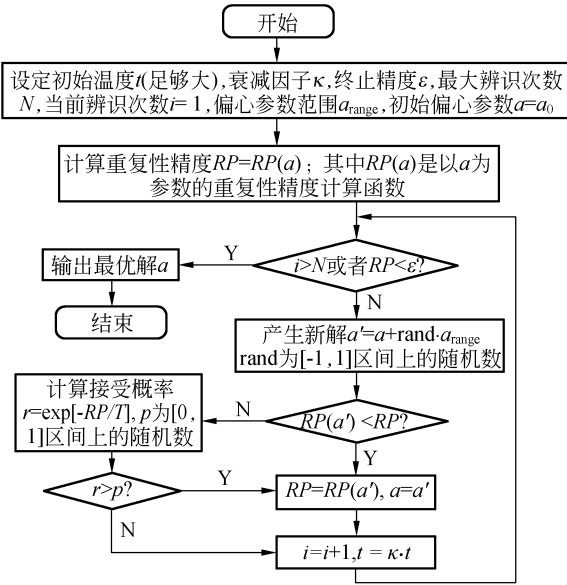 开始
设定初始温度t(足够大),衰减因子κ,终止精度ε,最大辨识次数
N,当前辨识次数i= 1,偏心参数范围arange,初始偏心参数a=a0
计算重复性精度RP=RP(a)；其中RP(a)是以a为
参数的重复性精度计算函数
i>N或者RP<ε?
Y
输出最优解a
结束
N
产生新解a′=a+rand·arange
rand为[-1,1]区间上的随机数
RP(a′) <RP?
N
计算接受概率
r=exp[-RP/T], p为[0,
1]区间上的随机数
Y
r>p?
Y
RP=RP(a′), a=a′
N
i=i+1,t = κ·t